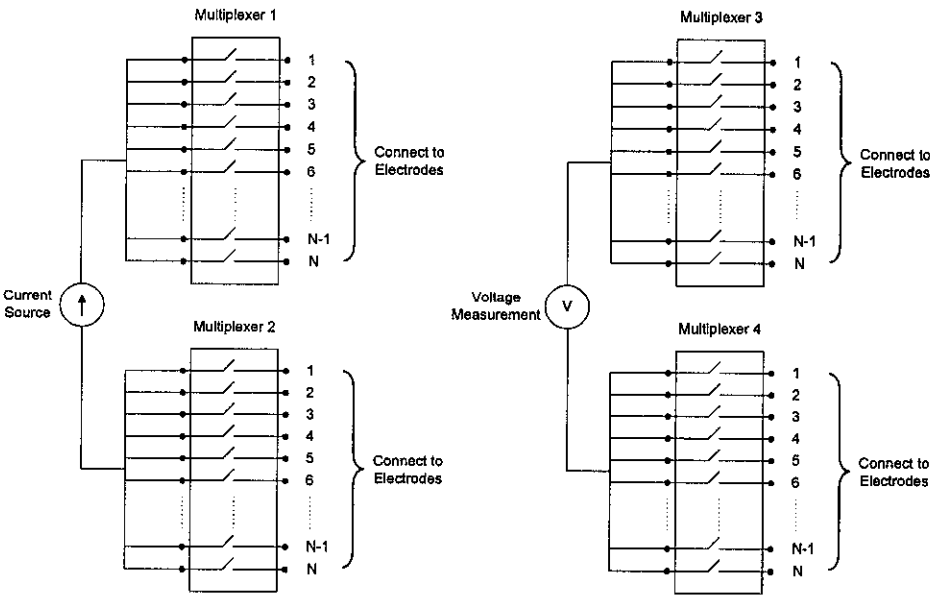 Multiplexer 1
1
2
3
4
5
6
N-1
N
Connect to
Electrodes
Current
Source
Multiplexer 2
1
2
3
4
5
6
N-1
N
Connect to
Electrodes
Multiplexer 3
1
2
3
4
5
6
N-1
N
Connect to
Electrodes
Voltage
Measurement
V
Multiplexer 4
1
2
3
4
5
6
N-1
N
Connect to
Electrodes